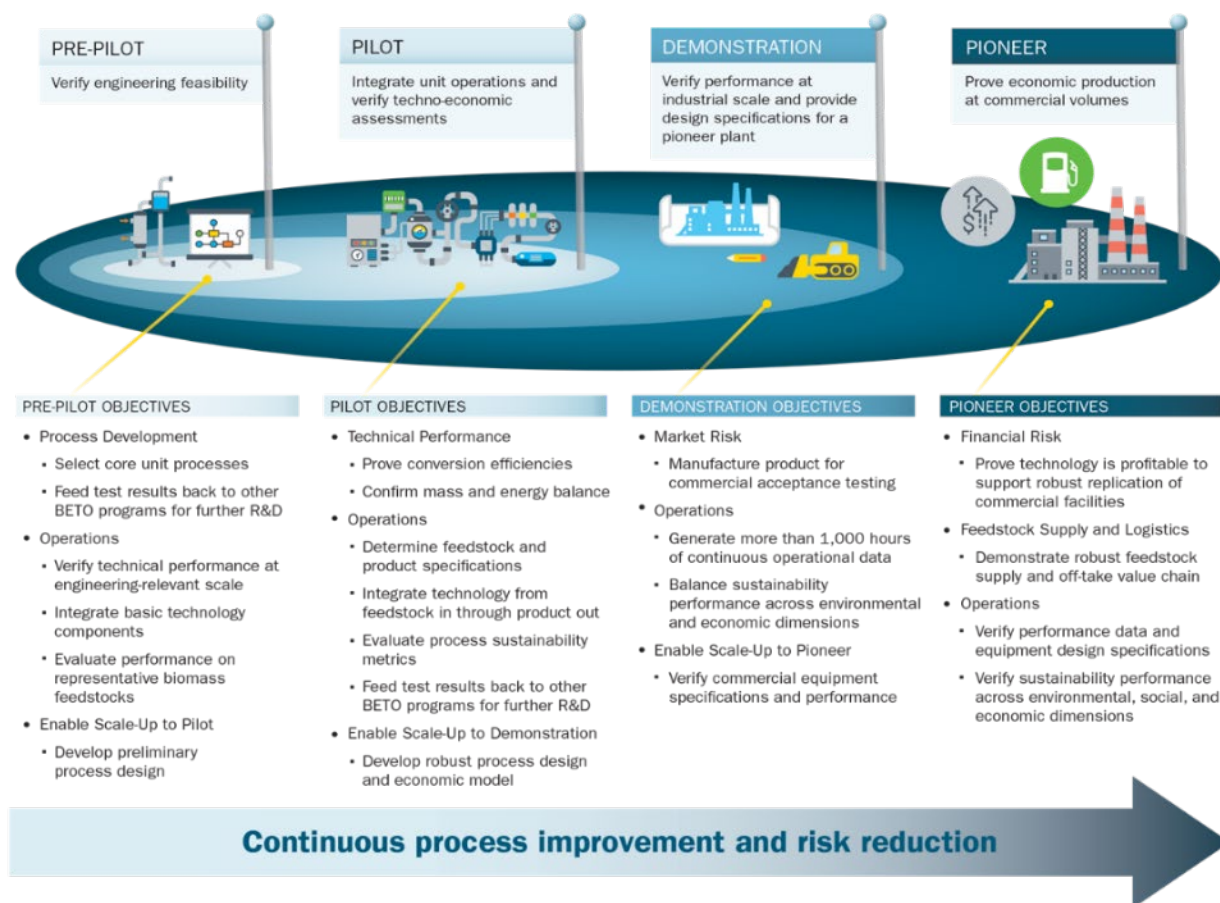 PRE-PILOT
Verify engineering feasibility
PILOT
Integrate unit operations and
verify techno-economic
assessments
DEMONSTRATION
Verify performance at
industrial scale and provide
design specifications for a
pioneer plant
PIONEER
Prove economic production
at commercial volumes
$
PRE-PILOT OBJECTIVES
• Process Development
• Select core unit processes
• Feed test results back to other
BETO programs for further R&D
• Operations
• Verify technical performance at
engineering-relevant scale
• Integrate basic technology
components
• Evaluate performance on
representative biomass
feedstocks
• Enable Scale-Up to Pilot
• Develop preliminary
process design
PILOT OBJECTIVES
• Technical Performance
• Prove conversion efficiencies
• Confirm mass and energy balance
• Operations
• Determine feedstock and
product specifications
• Integrate technology from
feedstock in through product out
• Evaluate process sustainability
metrics
• Feed test results back to other
BETO programs for further R&D
• Enable Scale-Up to Demonstration
• Develop robust process design
and economic model
DEMONSTRATION OBJECTIVES
• Market Risk
• Manufacture product for
commercial acceptance testing
• Operations
• Generate more than 1,000 hours
of continuous operational data
• Balance sustainability
performance across environmental
and economic dimensions
• Enable Scale-Up to Pioneer
• Verify commercial equipment
specifications and performance
PIONEER OBJECTIVES
• Financial Risk
• Prove technology is profitable to
support robust replication of
commercial facilities
• Feedstock Supply and Logistics
• Demonstrate robust feedstock
supply and off-take value chain
• Operations
• Verify performance data and
equipment design specifications
• Verify sustainability performance
across environmental, social, and
economic dimensions
Continuous process improvement and risk reduction